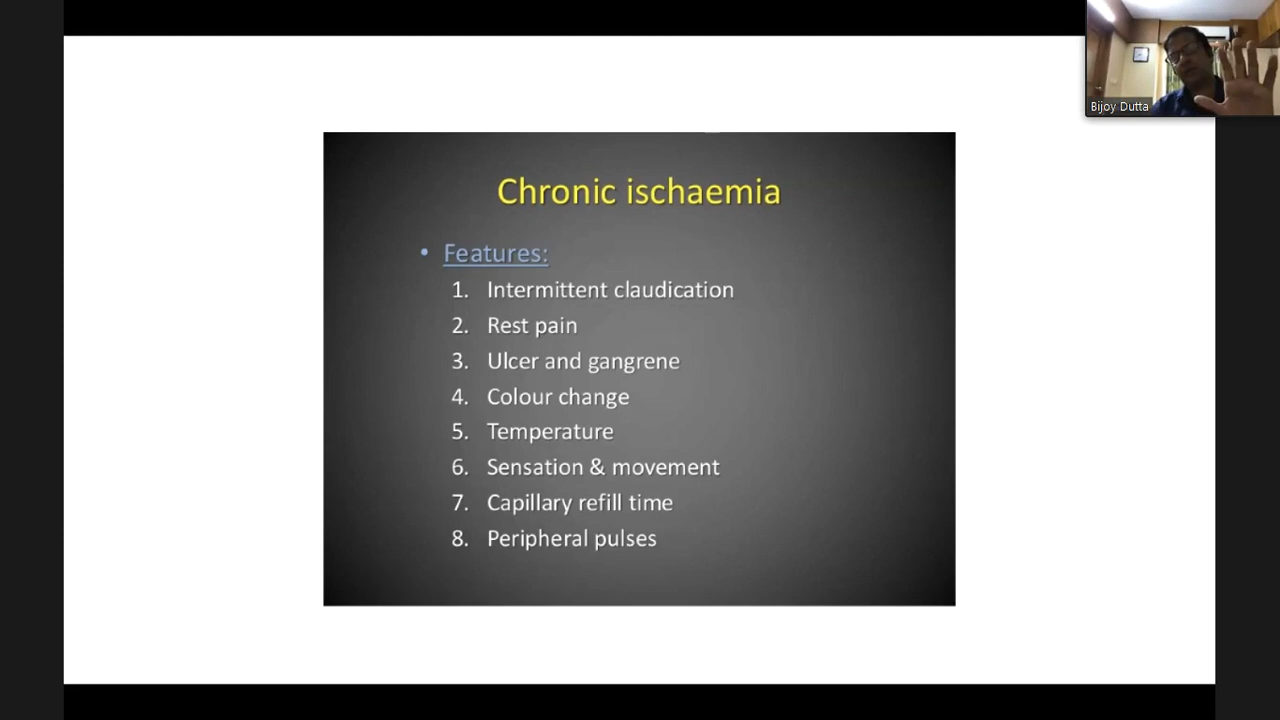 Bijoy Dutta
Chronic ischaemia
• Features:
1. Intermittent claudication
2. Rest pain
3. Ulcer and gangrene
4. Colour change
5. Temperature
6. Sensation & movement
7. Capillary refill time
8. Peripheral pulses